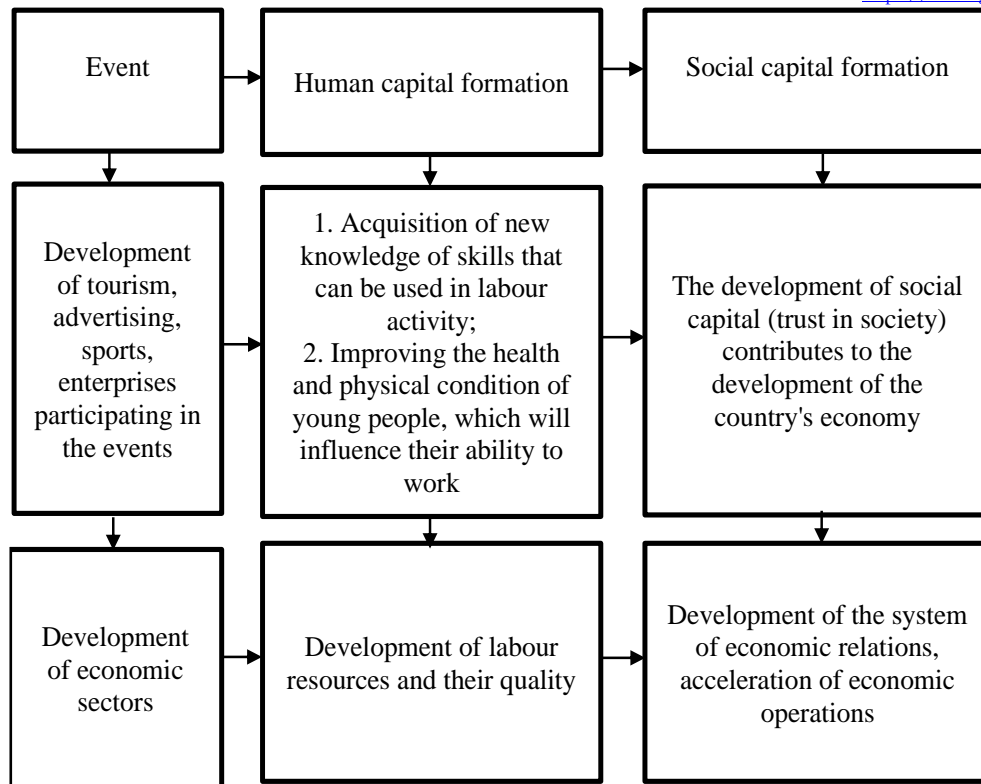 Event
Human capital formation
Social capital formation
Development
of tourism,
advertising,
sports,
enterprises
participating in
the events
1. Acquisition of new
knowledge of skills that
can be used in labour
activity;
2. Improving the health
and physical condition of
young people, which will
influence their ability to
work
The development of social
capital (trust in society)
contributes to the
development of the
country's economy
Development
of economic
sectors
Development of labour
resources and their quality
Development of the system
of economic relations,
acceleration of economic
operations